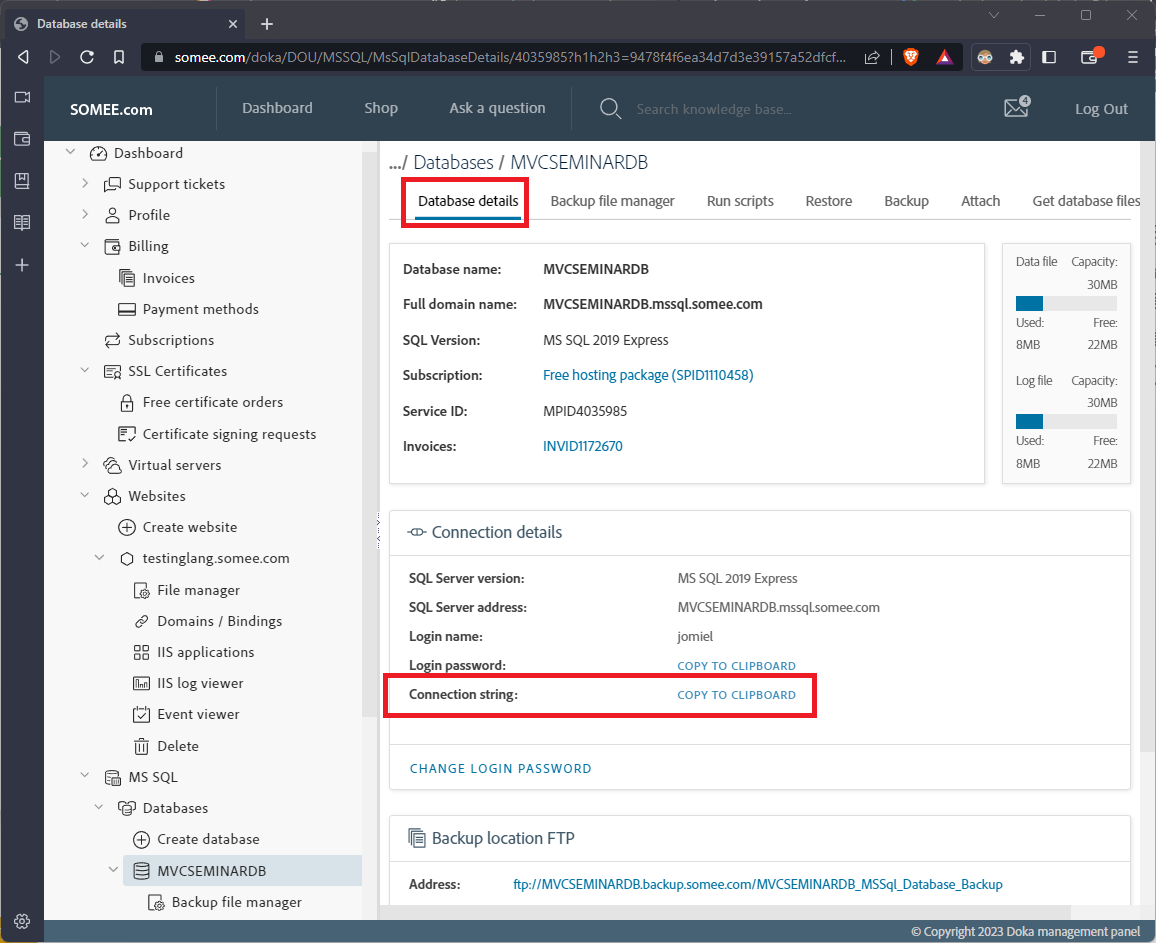 Database details
somee.com/doka/DOU/MSSQL/MsSqlDatabaseDetails/4035985?h1h2h3=9478f4f6ea34d7d3e39157a52dfcf...
SOMEE.com
Dashboard
Shop
Ask a question
Search knowledge base...
4
Log Out
Dashboard
Support tickets
Profile
Billing
Invoices
Payment methods
Subscriptions
SSL Certificates
Free certificate orders
Certificate signing requests
Virtual servers
Websites
Create website
testinglang.somee.com
File manager
Domains / Bindings
IIS applications
IIS log viewer
Event viewer
Delete
MS SQL
Databases
Create database
MVCSEMINARDB
Backup file manager
.../ Databases / MVCSEMINARDB
Database details
Backup file manager
Run scripts
Restore
Backup
Attach
Get database files
Database name: MVCSEMINARDB
Full domain name: MVCSEMINARDB.mssql.somee.com
SQL Version: MS SQL 2019 Express
Subscription: Free hosting package (SPID1110458)
Service ID: MPID4035985
Invoices: INVID1172670
Data file Capacity:
30MB
Used: Free:
8MB 22MB
Log file Capacity:
30MB
Used: Free:
8MB 22MB
Connection details
SQL Server version: MS SQL 2019 Express
SQL Server address: MVCSEMINARDB.mssql.somee.com
Login name: jomiel
Login password: COPY TO CLIPBOARD
Connection string: COPY TO CLIPBOARD
CHANGE LOGIN PASSWORD
Backup location FTP
Address: ftp://MVCSEMINARDB.backup.somee.com/MVCSEMINARDB_MSSql_Database_Backup
© Copyright 2023 Doka management panel